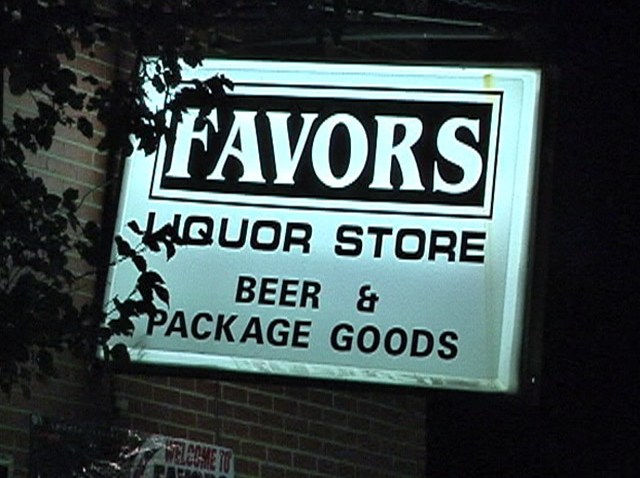 FAVORS
LIQUOR STORE
BEER &
PACKAGE GOODS
WELCOME TO